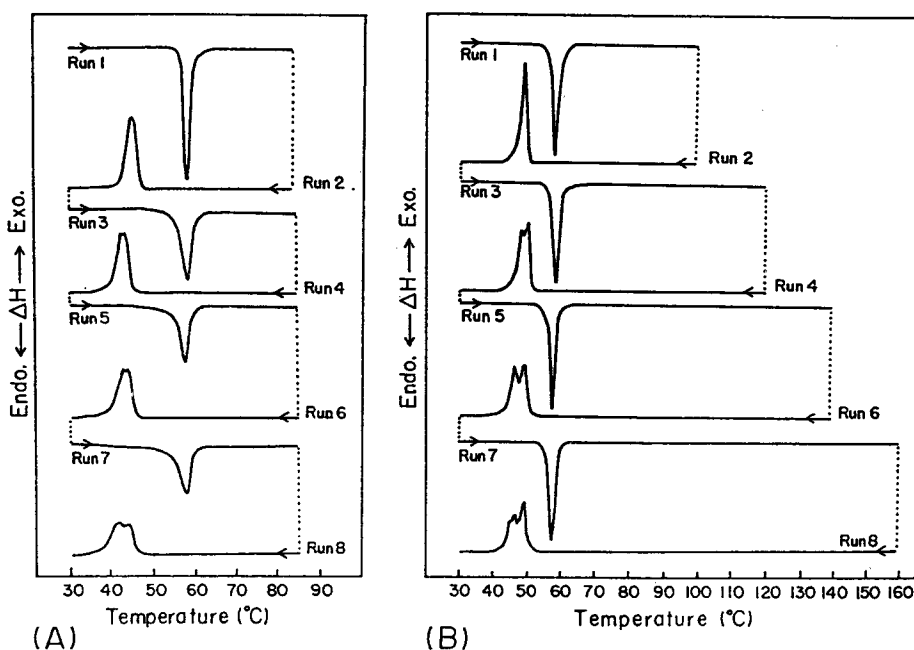 Endo. ← ΔH → Exo.
Run 1
Run 2
Run 3
Run 4
Run 5
Run 6
Run 7
Run 8
30 40 50 60 70 80 90
Temperature (°C)
(A)
Endo. ← ΔH → Exo.
Run 1
Run 2
Run 3
Run 4
Run 5
Run 6
Run 7
Run 8
30 40 50 60 70 80 90 100 110 120 130 140 150 160
Temperature (°C)
(B)